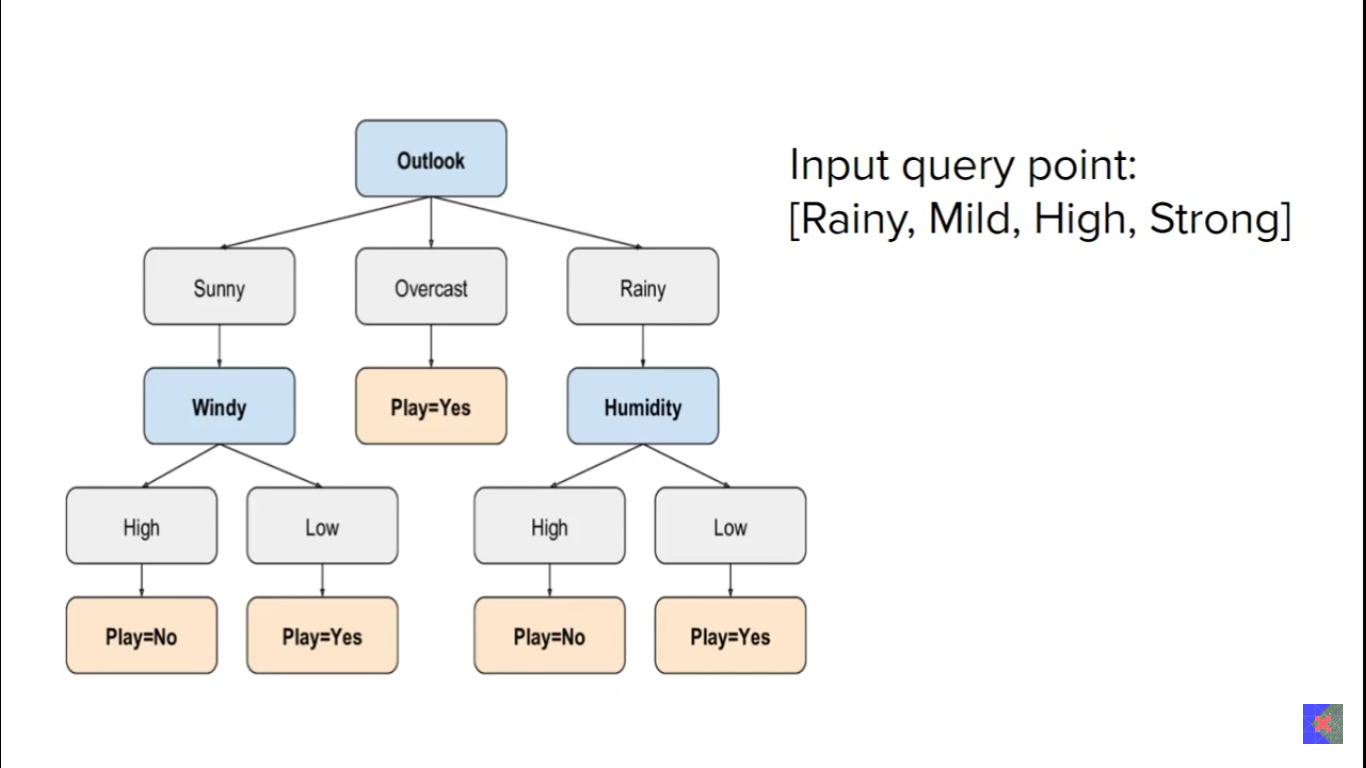 Outlook
Input query point:
[Rainy, Mild, High, Strong]
Sunny
Overcast
Rainy
Windy
Play=Yes
Humidity
High
Low
High
Low
Play=No
Play=Yes
Play=No
Play=Yes